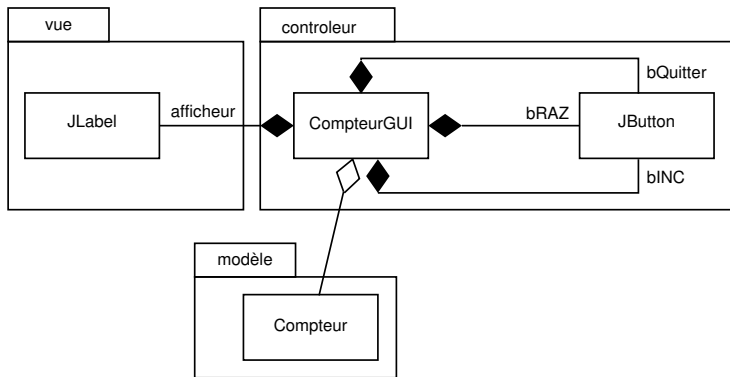 vue
controleur
bQuitter
JLabel
afficheur
CompteurGUI
bRAZ
JButton
bINC
modèle
Compteur